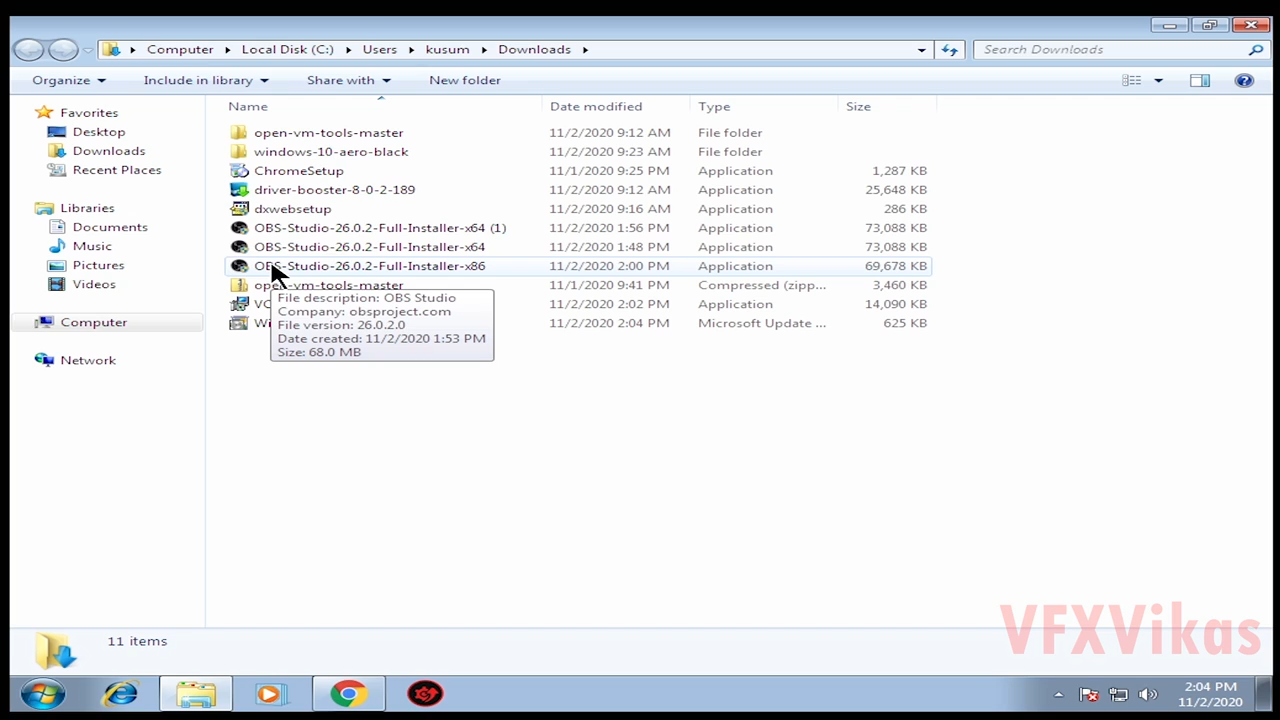 Computer Local Disk (C:) Users kusum Downloads Search Downloads
Organize Include in library Share with New folder
Name Date modified Type Size
Favorites
Desktop
Downloads
Recent Places
Libraries
Documents
Music
Pictures
Videos
Computer
Network
open-vm-tools-master 11/2/2020 9:12 AM File folder
windows-10-aero-black 11/2/2020 9:23 AM File folder
ChromeSetup 11/1/2020 9:25 PM Application 1,287 KB
driver-booster-8-0-2-189 11/2/2020 9:12 AM Application 25,648 KB
dxwebsetup 11/2/2020 9:16 AM Application 286 KB
OBS-Studio-26.0.2-Full-Installer-x64 (1) 11/2/2020 1:56 PM Application 73,088 KB
OBS-Studio-26.0.2-Full-Installer-x64 11/2/2020 1:48 PM Application 73,088 KB
OBS-Studio-26.0.2-Full-Installer-x86 11/2/2020 2:00 PM Application 69,678 KB
open-vm-tools-master 11/1/2020 9:41 PM Compressed (zipp... 3,460 KB
11/2/2020 2:02 PM Application 14,090 KB
11/2/2020 2:04 PM Microsoft Update ... 625 KB
File description: OBS Studio
Company: obsproject.com
File version: 26.0.2.0
Date created: 11/2/2020 1:53 PM
Size: 68.0 MB
11 items
VFXVikas
2:04 PM
11/2/2020